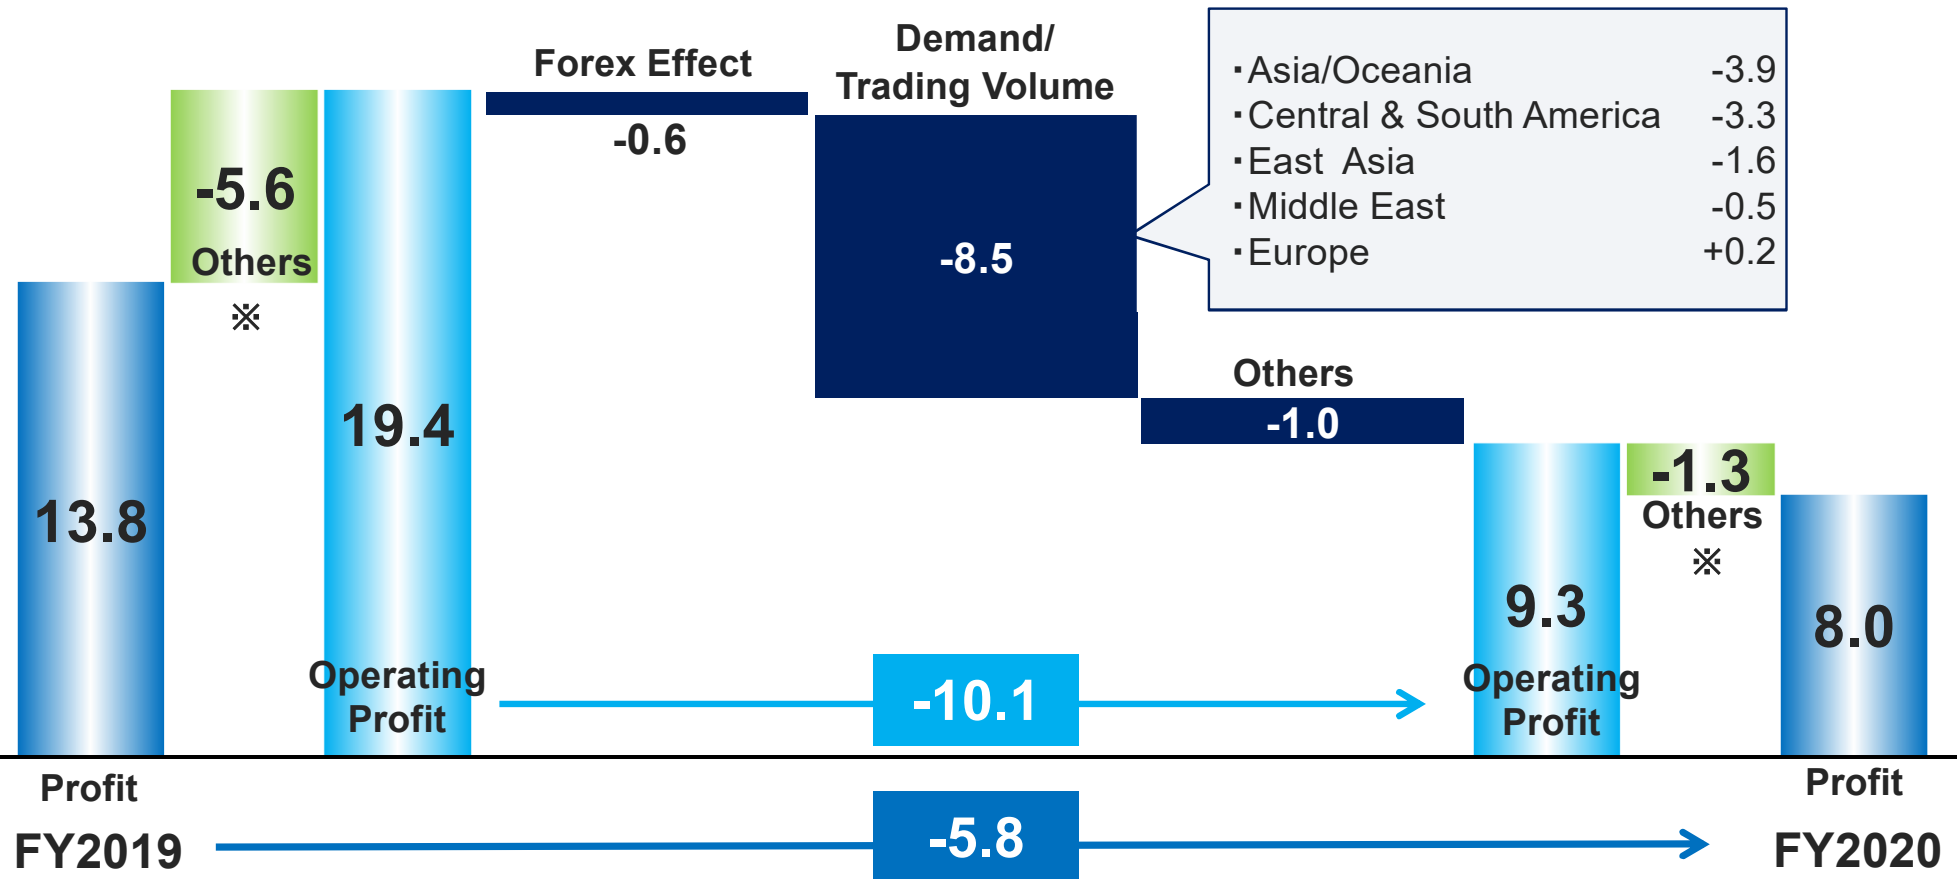 Forex Effect
-0.6
Demand/
Trading Volume
-8.5
・Asia/Oceania -3.9
・Central & South America -3.3
・East Asia -1.6
・Middle East -0.5
・Europe +0.2
-5.6
Others
※
13.8
19.4
Operating
Profit
Others
-1.0
-1.3
Others
※
9.3
Operating
Profit
8.0
-10.1
Profit
FY2019
-5.8
Profit
FY2020